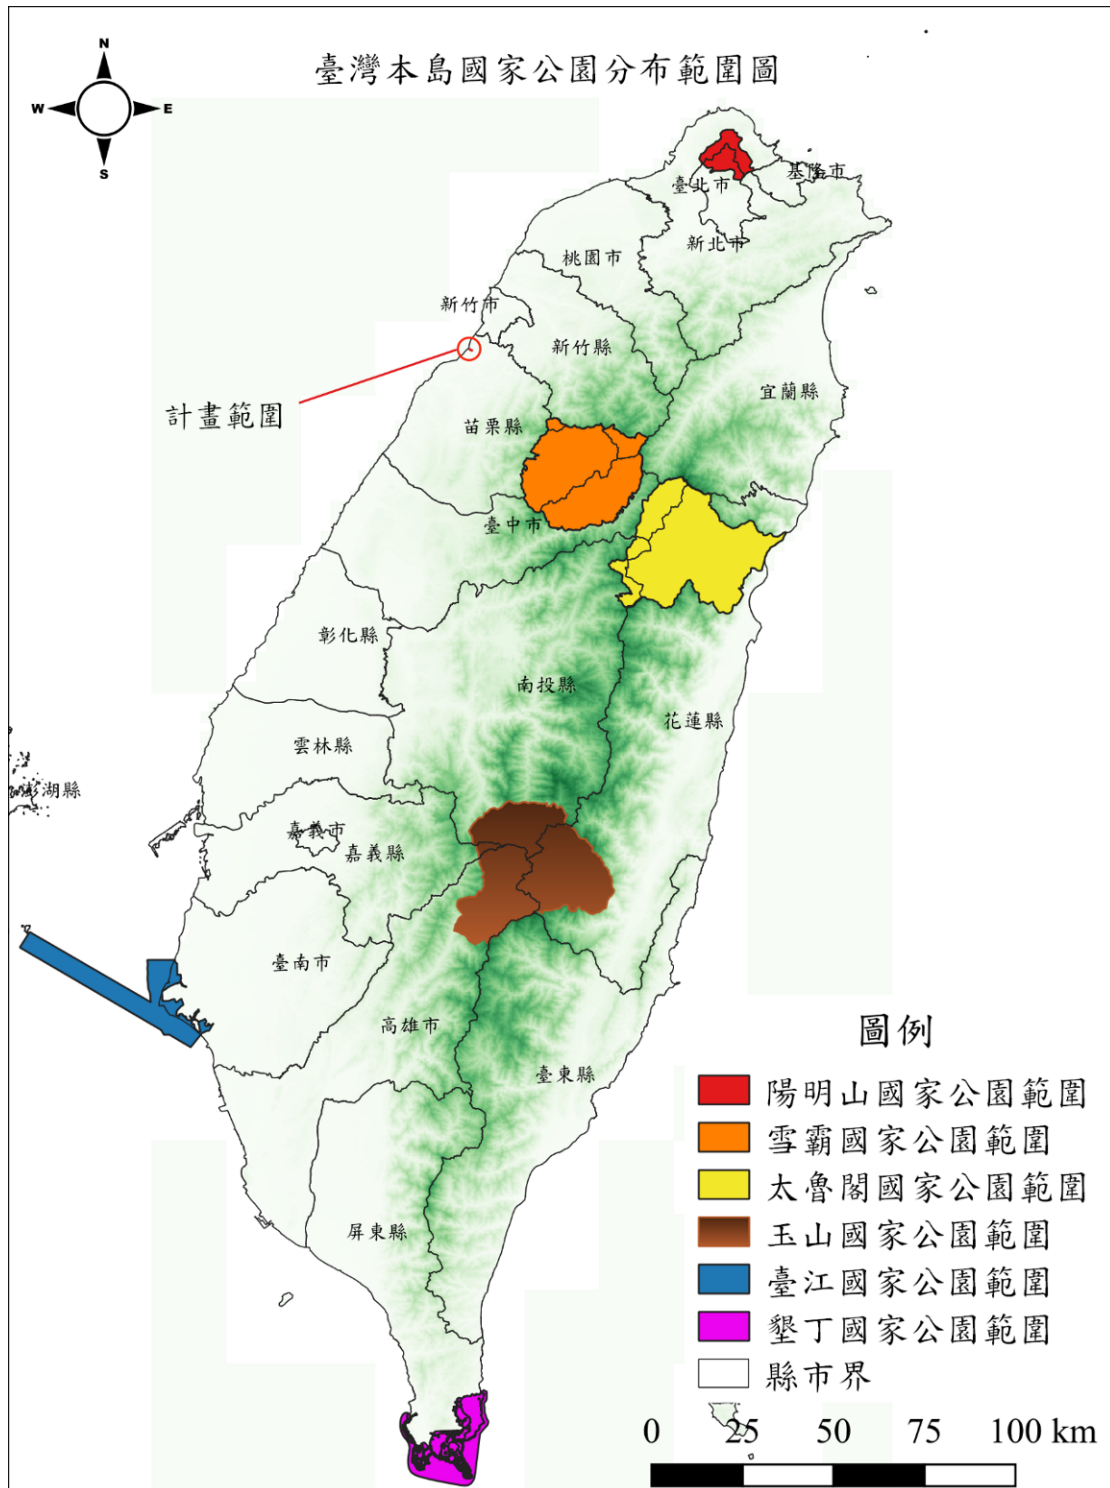 臺灣本島國家公園分布範圍圖
N
W
E
S
基隆市
臺北市
新北市
桃園市
新竹市
新竹縣
宜蘭縣
計畫範圍
苗栗縣
臺中市
彰化縣
南投縣
花蓮縣
雲林縣
澎湖縣
嘉義市
嘉義縣
臺南市
高雄市
臺東縣
屏東縣
圖例
陽明山國家公園範圍
雪霸國家公園範圍
太魯閣國家公園範圍
玉山國家公園範圍
臺江國家公園範圍
墾丁國家公園範圍
縣市界
0 25 50 75 100 km